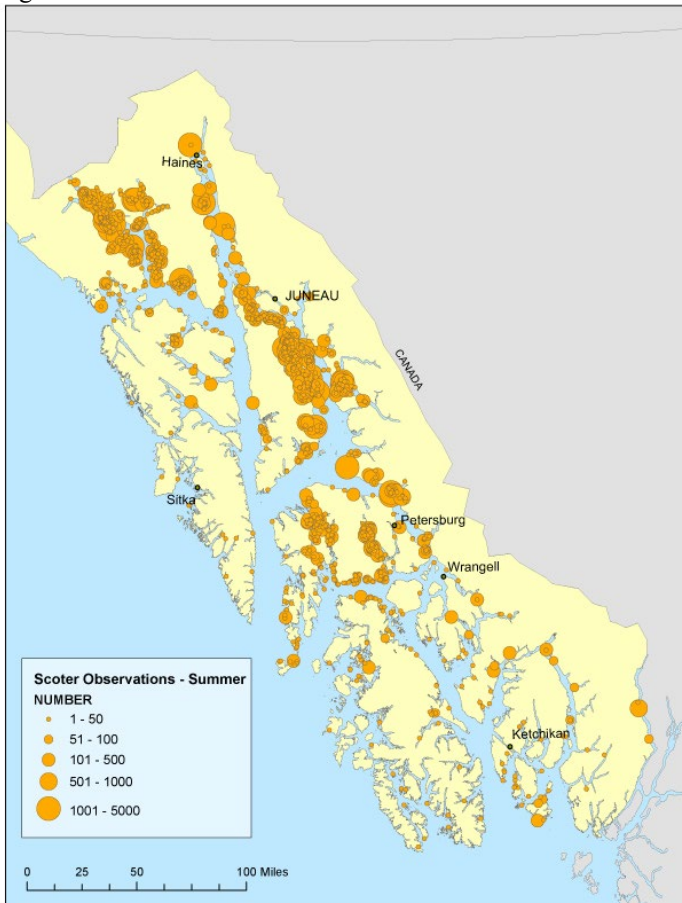 Haines
JUNEAU
CANADA
Sitka
Petersburg
Wrangell
Ketchikan
Scoter Observations - Summer
NUMBER
1 - 50
51 - 100
101 - 500
501 - 1000
1001 - 5000
0 25 50 100 Miles